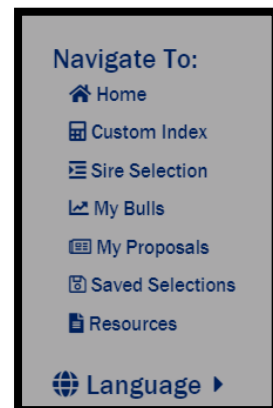 Navigate To:
Home
Custom Index
Sire Selection
My Bulls
My Proposals
Saved Selections
Resources
Language